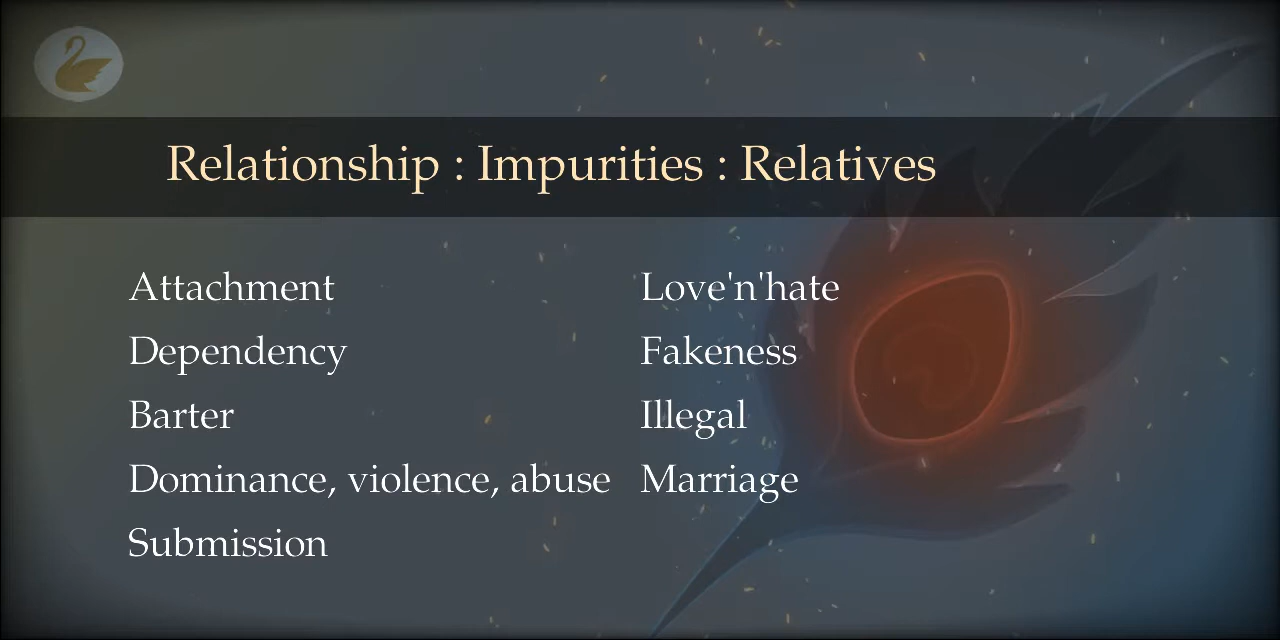 Relationship : Impurities : Relatives
Attachment
Dependency
Barter
Dominance, violence, abuse
Submission
Love'n'hate
Fakeness
Illegal
Marriage